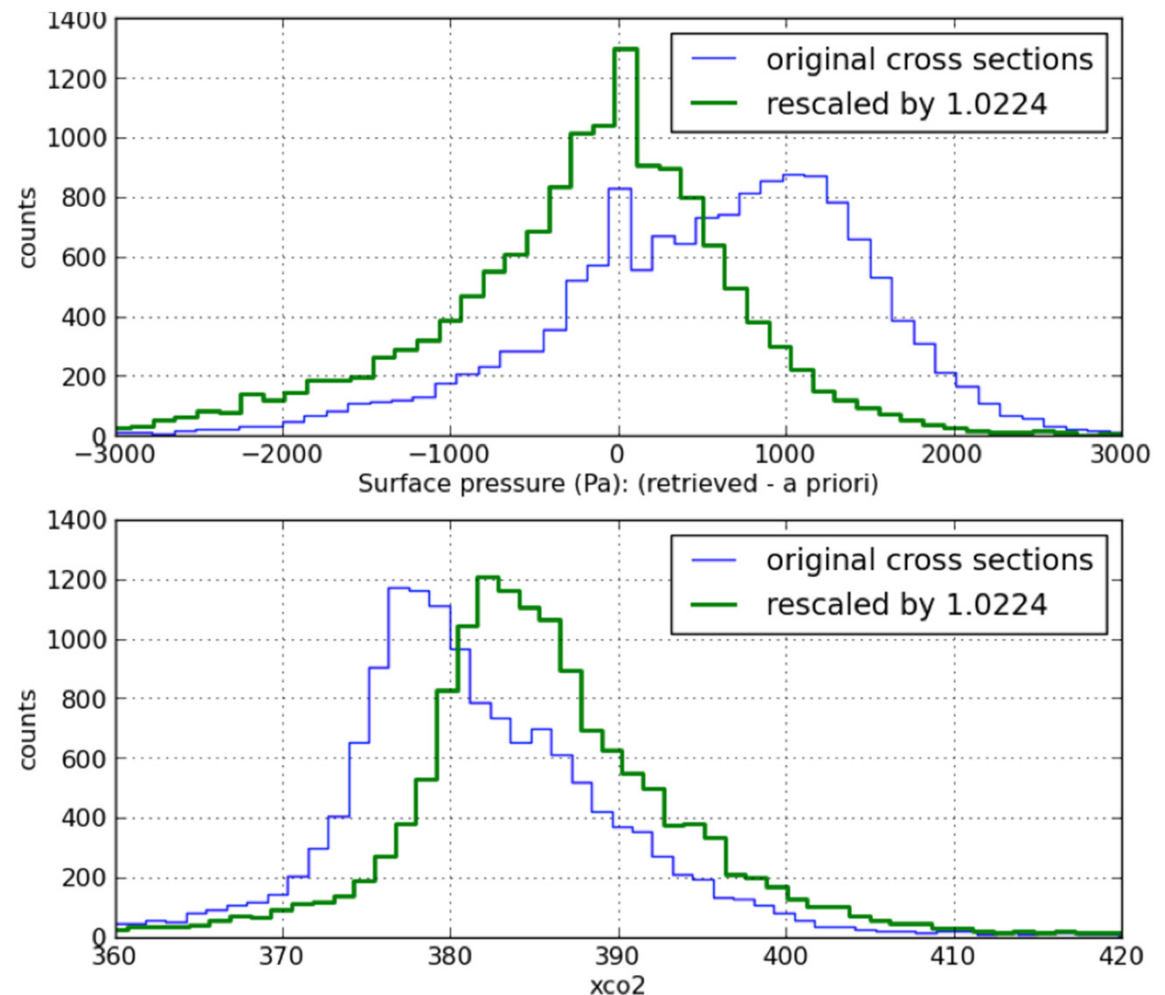 1400
original cross sections
rescaled by 1.0224
1200
1000
800
600
400
200
0
counts
−3000 −2000 −1000 0 1000 2000 3000
Surface pressure (Pa): (retrieved - a priori)
1400
original cross sections
rescaled by 1.0224
1200
1000
800
600
400
200
0
counts
360 370 380 390 400 410 420
xco2